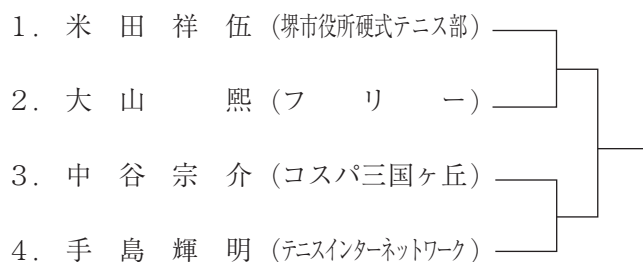 1. 米田祥伍 (堺市役所硬式テニス部)
2. 大山 熙 (フリー)
3. 中谷宗介 (コスパ三国ヶ丘)
4. 手島輝明 (テニスインターネットワーク)